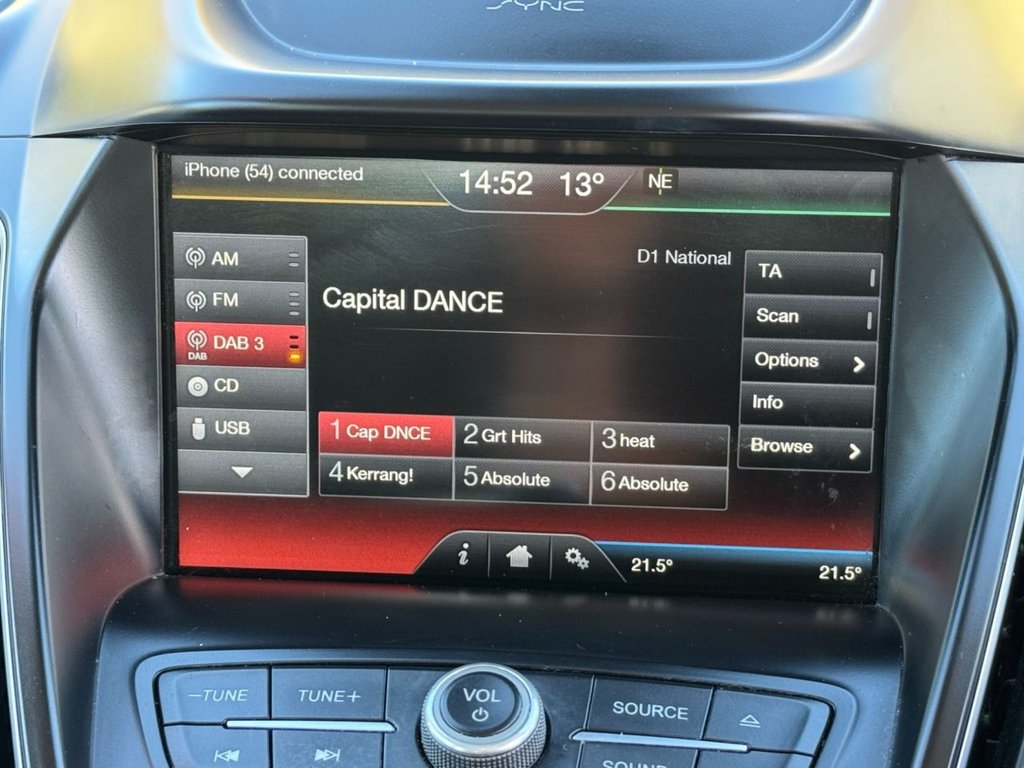 SYNC
iPhone (54) connected
14:52 13° NE
D1 National
AM
FM
DAB
DAB 3
CD
USB
Capital DANCE
1 Cap DNCE 2 Grt Hits 3 heat
4 Kerrang! 5 Absolute 6 Absolute
TA
Scan
Options
Info
Browse
i
21.5° 21.5°
−TUNE TUNE+ VOL SOURCE
SOUND